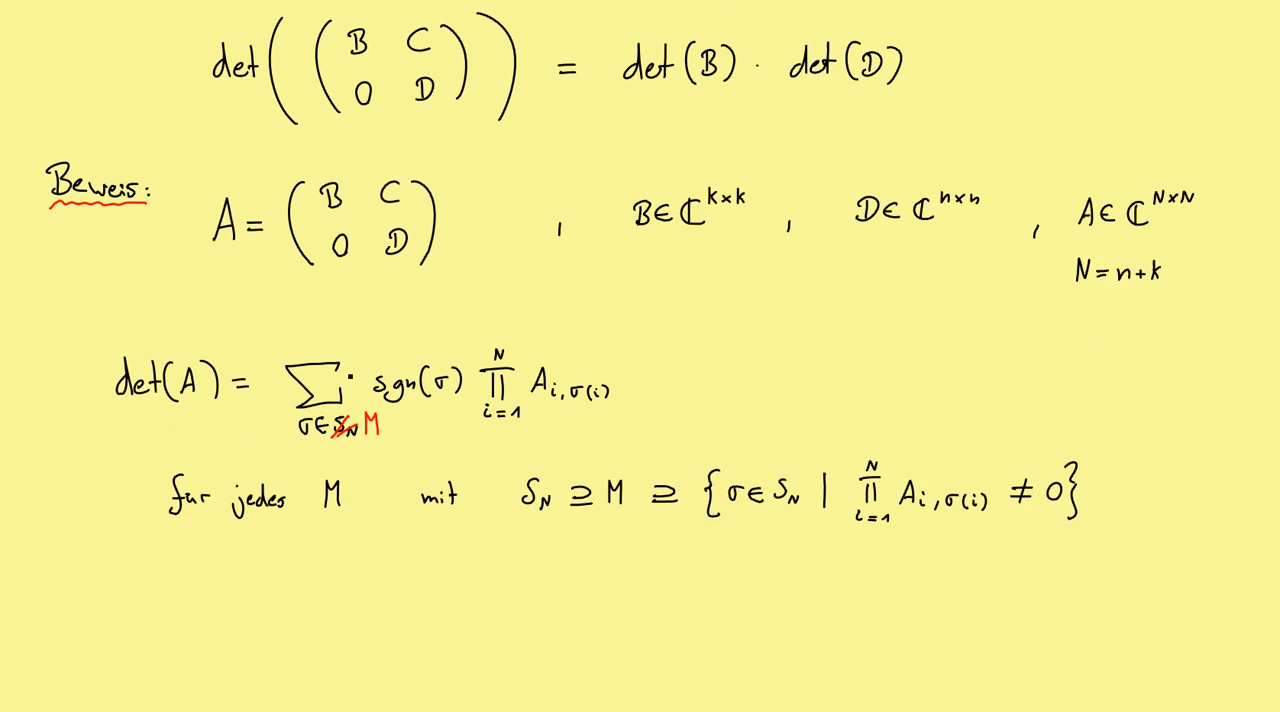 det( ( B C ; 0 D ) ) = det(B) · det(D)
Beweis:
A = ( B C ; 0 D ) , B ∈ ℂ^{k×k} , D ∈ ℂ^{n×n} , A ∈ ℂ^{N×N}
N = n + k
det(A) = ∑_{σ∈S_N M} sgn(σ) ∏_{i=1}^{N} A_{i,σ(i)}
für jedes M mit S_N ⊇ M ⊇ {σ ∈ S_N | ∏_{i=1}^{N} A_{i,σ(i)} ≠ 0}